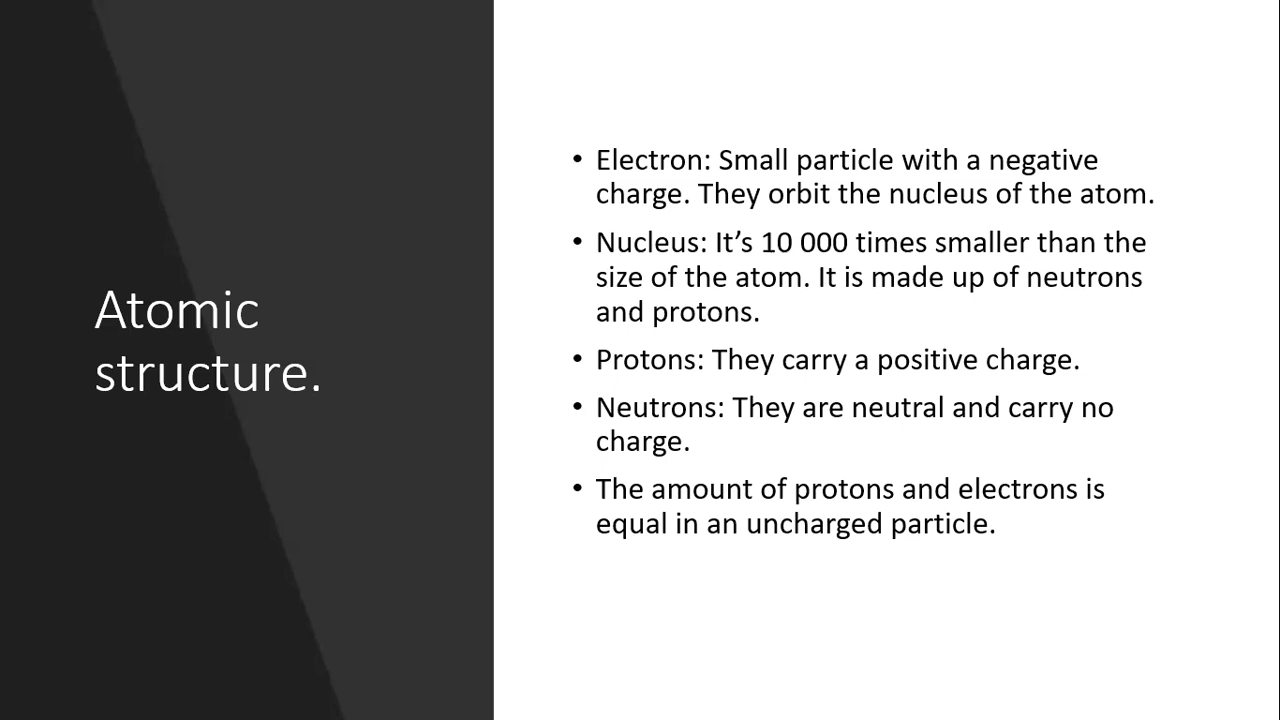 Atomic
structure.
• Electron: Small particle with a negative
charge. They orbit the nucleus of the atom.
• Nucleus: It’s 10 000 times smaller than the
size of the atom. It is made up of neutrons
and protons.
• Protons: They carry a positive charge.
• Neutrons: They are neutral and carry no
charge.
• The amount of protons and electrons is
equal in an uncharged particle.